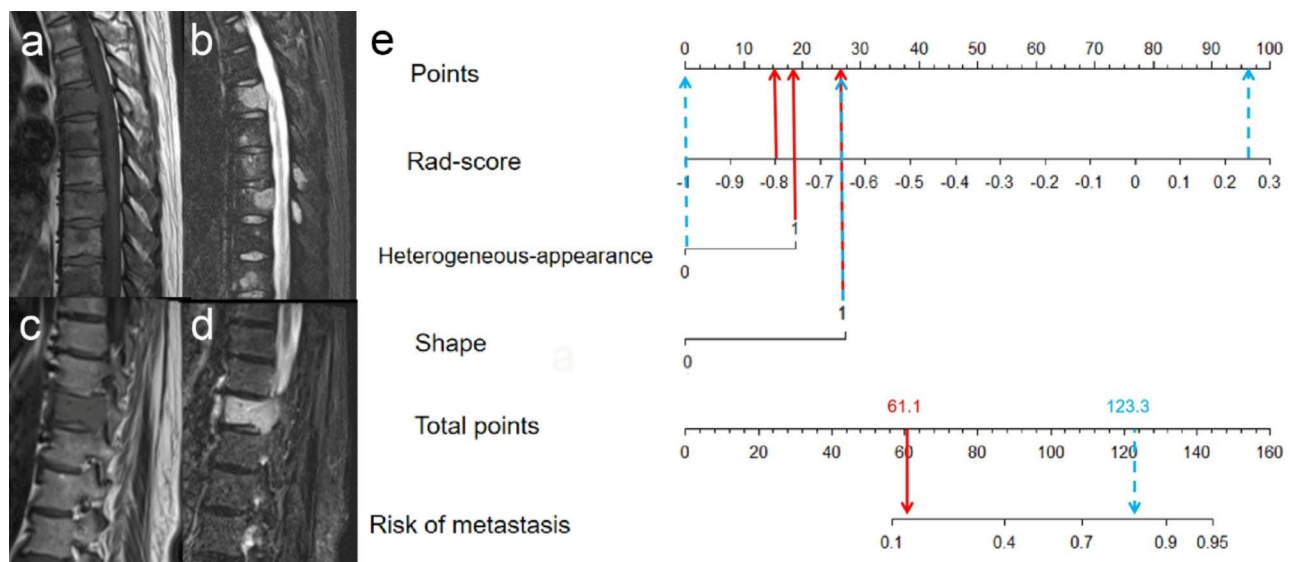 a
b
c
d
e
Points
0 10 20 30 40 50 60 70 80 90 100
Rad-score
-1 -0.9 -0.8 -0.7 -0.6 -0.5 -0.4 -0.3 -0.2 -0.1 0 0.1 0.2 0.3
Heterogeneous-appearance
1
0
Shape
1
0
a
61.1 123.3
Total points
0 20 40 60 80 100 120 140 160
Risk of metastasis
0.1 0.4 0.7 0.9 0.95